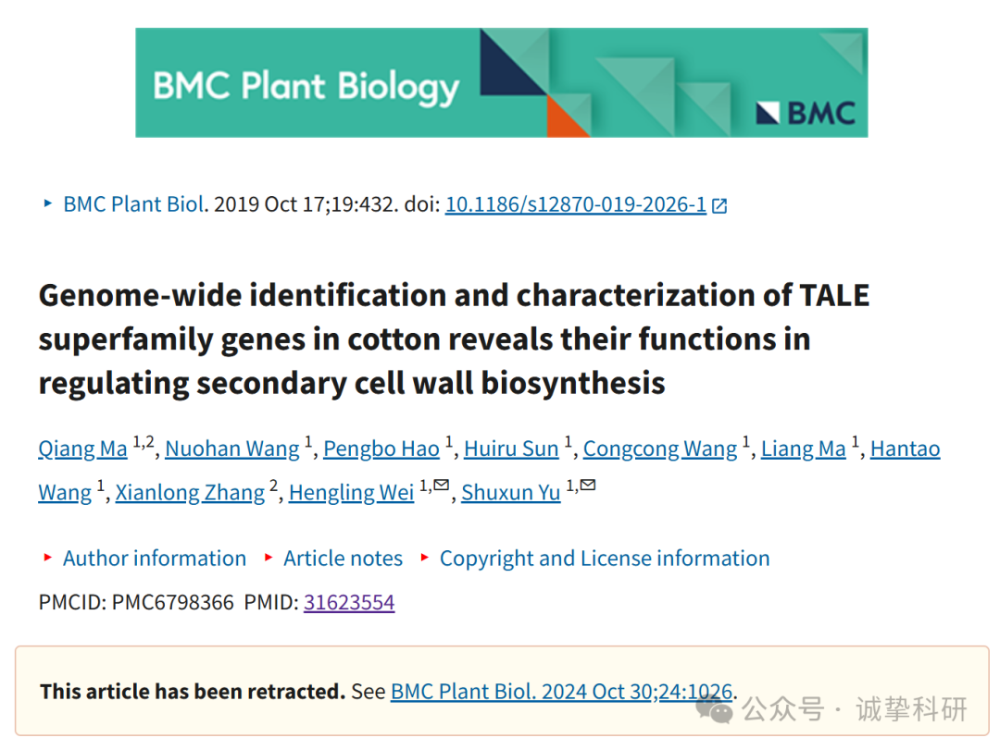 BMC Plant Biology
BMC
BMC Plant Biol. 2019 Oct 17;19:432. doi: 10.1186/s12870-019-2026-1
Genome-wide identification and characterization of TALE
superfamily genes in cotton reveals their functions in
regulating secondary cell wall biosynthesis
Qiang Ma 1,2, Nuohan Wang 1, Pengbo Hao 1, Huiru Sun 1, Congcong Wang 1, Liang Ma 1, Hantao
Wang 1, Xianlong Zhang 2, Hengling Wei 1,✉, Shuxun Yu 1,✉
Author information Article notes Copyright and License information
PMCID: PMC6798366 PMID: 31623554
This article has been retracted. See BMC Plant Biol. 2024 Oct 30;24:1026.
公众号 · 诚挚科研